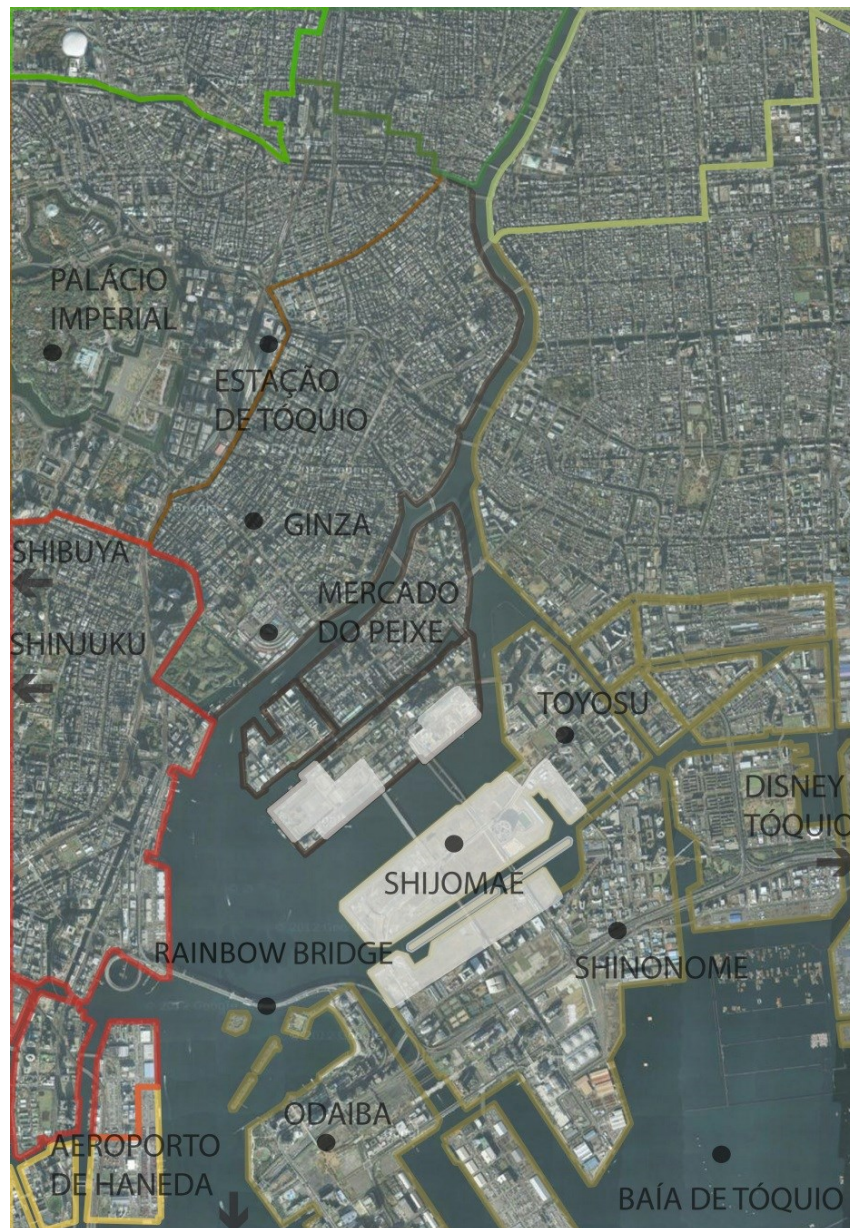 PALÁCIO
IMPERIAL
ESTAÇÃO
DE TÓQUIO
GINZA
SHIBUYA
MERCADO
DO PEIXE
SHINJUKU
TOYOSU
DISNEY
TÓQUIO
SHIJOMAE
RAINBOW BRIDGE
SHINONOME
ODAIBA
AEROPORTO
DE HANEDA
BAÍA DE TÓQUIO